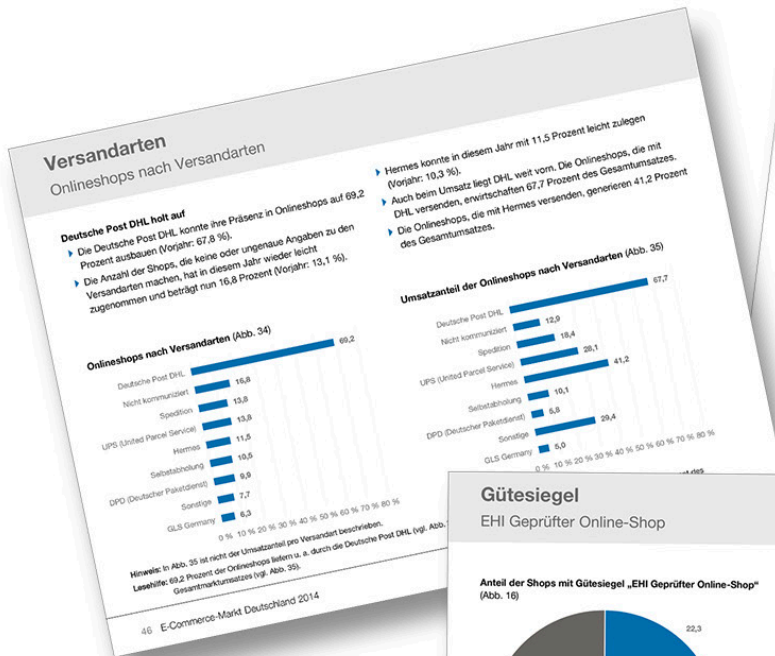 Versandarten
Onlineshops nach Versandarten
Deutsche Post DHL holt auf
Die Deutsche Post DHL konnte ihre Präsenz in Onlineshops auf 69,2
Prozent ausbauen (Vorjahr: 67,8 %).
Die Anzahl der Shops, die keine oder ungenaue Angaben zu den
Versandarten machen, hat in diesem Jahr wieder leicht
zugenommen und beträgt nun 16,8 Prozent (Vorjahr: 13,1 %).
Hermes konnte in diesem Jahr mit 11,5 Prozent leicht zulegen
(Vorjahr: 10,3 %).
Auch beim Umsatz liegt DHL weit vorn. Die Onlineshops, die mit
DHL versenden, erwirtschaften 67,7 Prozent des Gesamtumsatzes.
Die Onlineshops, die mit Hermes versenden, generieren 41,2 Prozent
des Gesamtumsatzes.
Onlineshops nach Versandarten (Abb. 34)
Deutsche Post DHL 69,2
Nicht kommuniziert 16,8
Spedition 13,8
UPS (United Parcel Service) 13,8
Hermes 11,5
Selbstabholung 10,5
DPD (Deutscher Paketdienst) 9,9
Sonstige 7,7
GLS Germany 6,3
0 % 10 % 20 % 30 % 40 % 50 % 60 % 70 % 80 %
Umsatzanteil der Onlineshops nach Versandarten (Abb. 35)
Deutsche Post DHL 67,7
Nicht kommuniziert 12,9
Spedition 18,4
UPS (United Parcel Service) 28,1
Hermes 41,2
Selbstabholung 10,1
DPD (Deutscher Paketdienst) 5,8
Sonstige 29,4
GLS Germany 5,0
0 % 10 % 20 % 30 % 40 % 50 % 60 % 70 % 80 %
Hinweis: In Abb. 35 ist nicht der Umsatzanteil pro Versandart beschrieben.
Lesehilfe: 69,2 Prozent der Onlineshops liefern u. a. durch die Deutsche Post DHL (vgl. Abb.
des
Gesamtmarktumsatzes (vgl. Abb. 35).
46 E-Commerce-Markt Deutschland 2014
Gütesiegel
EHI Geprüfter Online-Shop
Anteil der Shops mit Gütesiegel „EHI Geprüfter Online-Shop“
(Abb. 16)
22,3